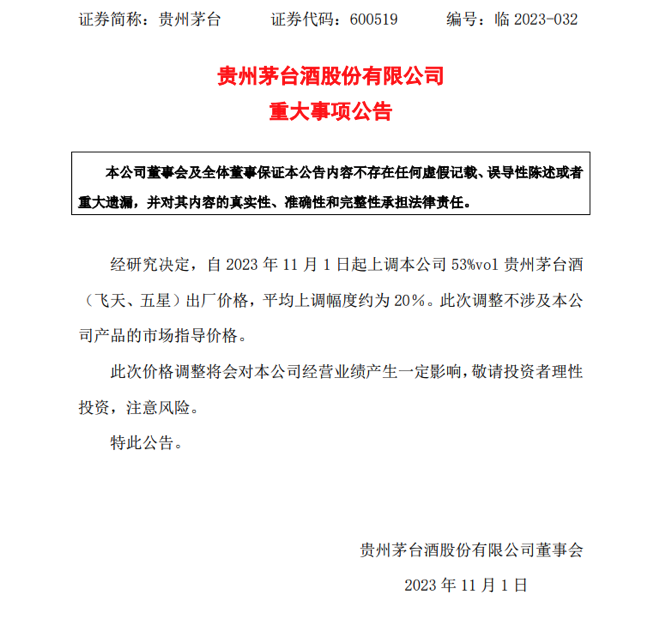 证券简称：贵州茅台 证券代码：600519 编号：临 2023-032
贵州茅台酒股份有限公司
重大事项公告
本公司董事会及全体董事保证本公告内容不存在任何虚假记载、误导性陈述或者
重大遗漏，并对其内容的真实性、准确性和完整性承担法律责任。
经研究决定，自 2023 年 11 月 1 日起上调本公司 53%vol 贵州茅台酒
（飞天、五星）出厂价格，平均上调幅度约为 20%。此次调整不涉及本公
司产品的市场指导价格。
此次价格调整将会对本公司经营业绩产生一定影响，敬请投资者理性
投资，注意风险。
特此公告。
贵州茅台酒股份有限公司董事会
2023 年 11 月 1 日